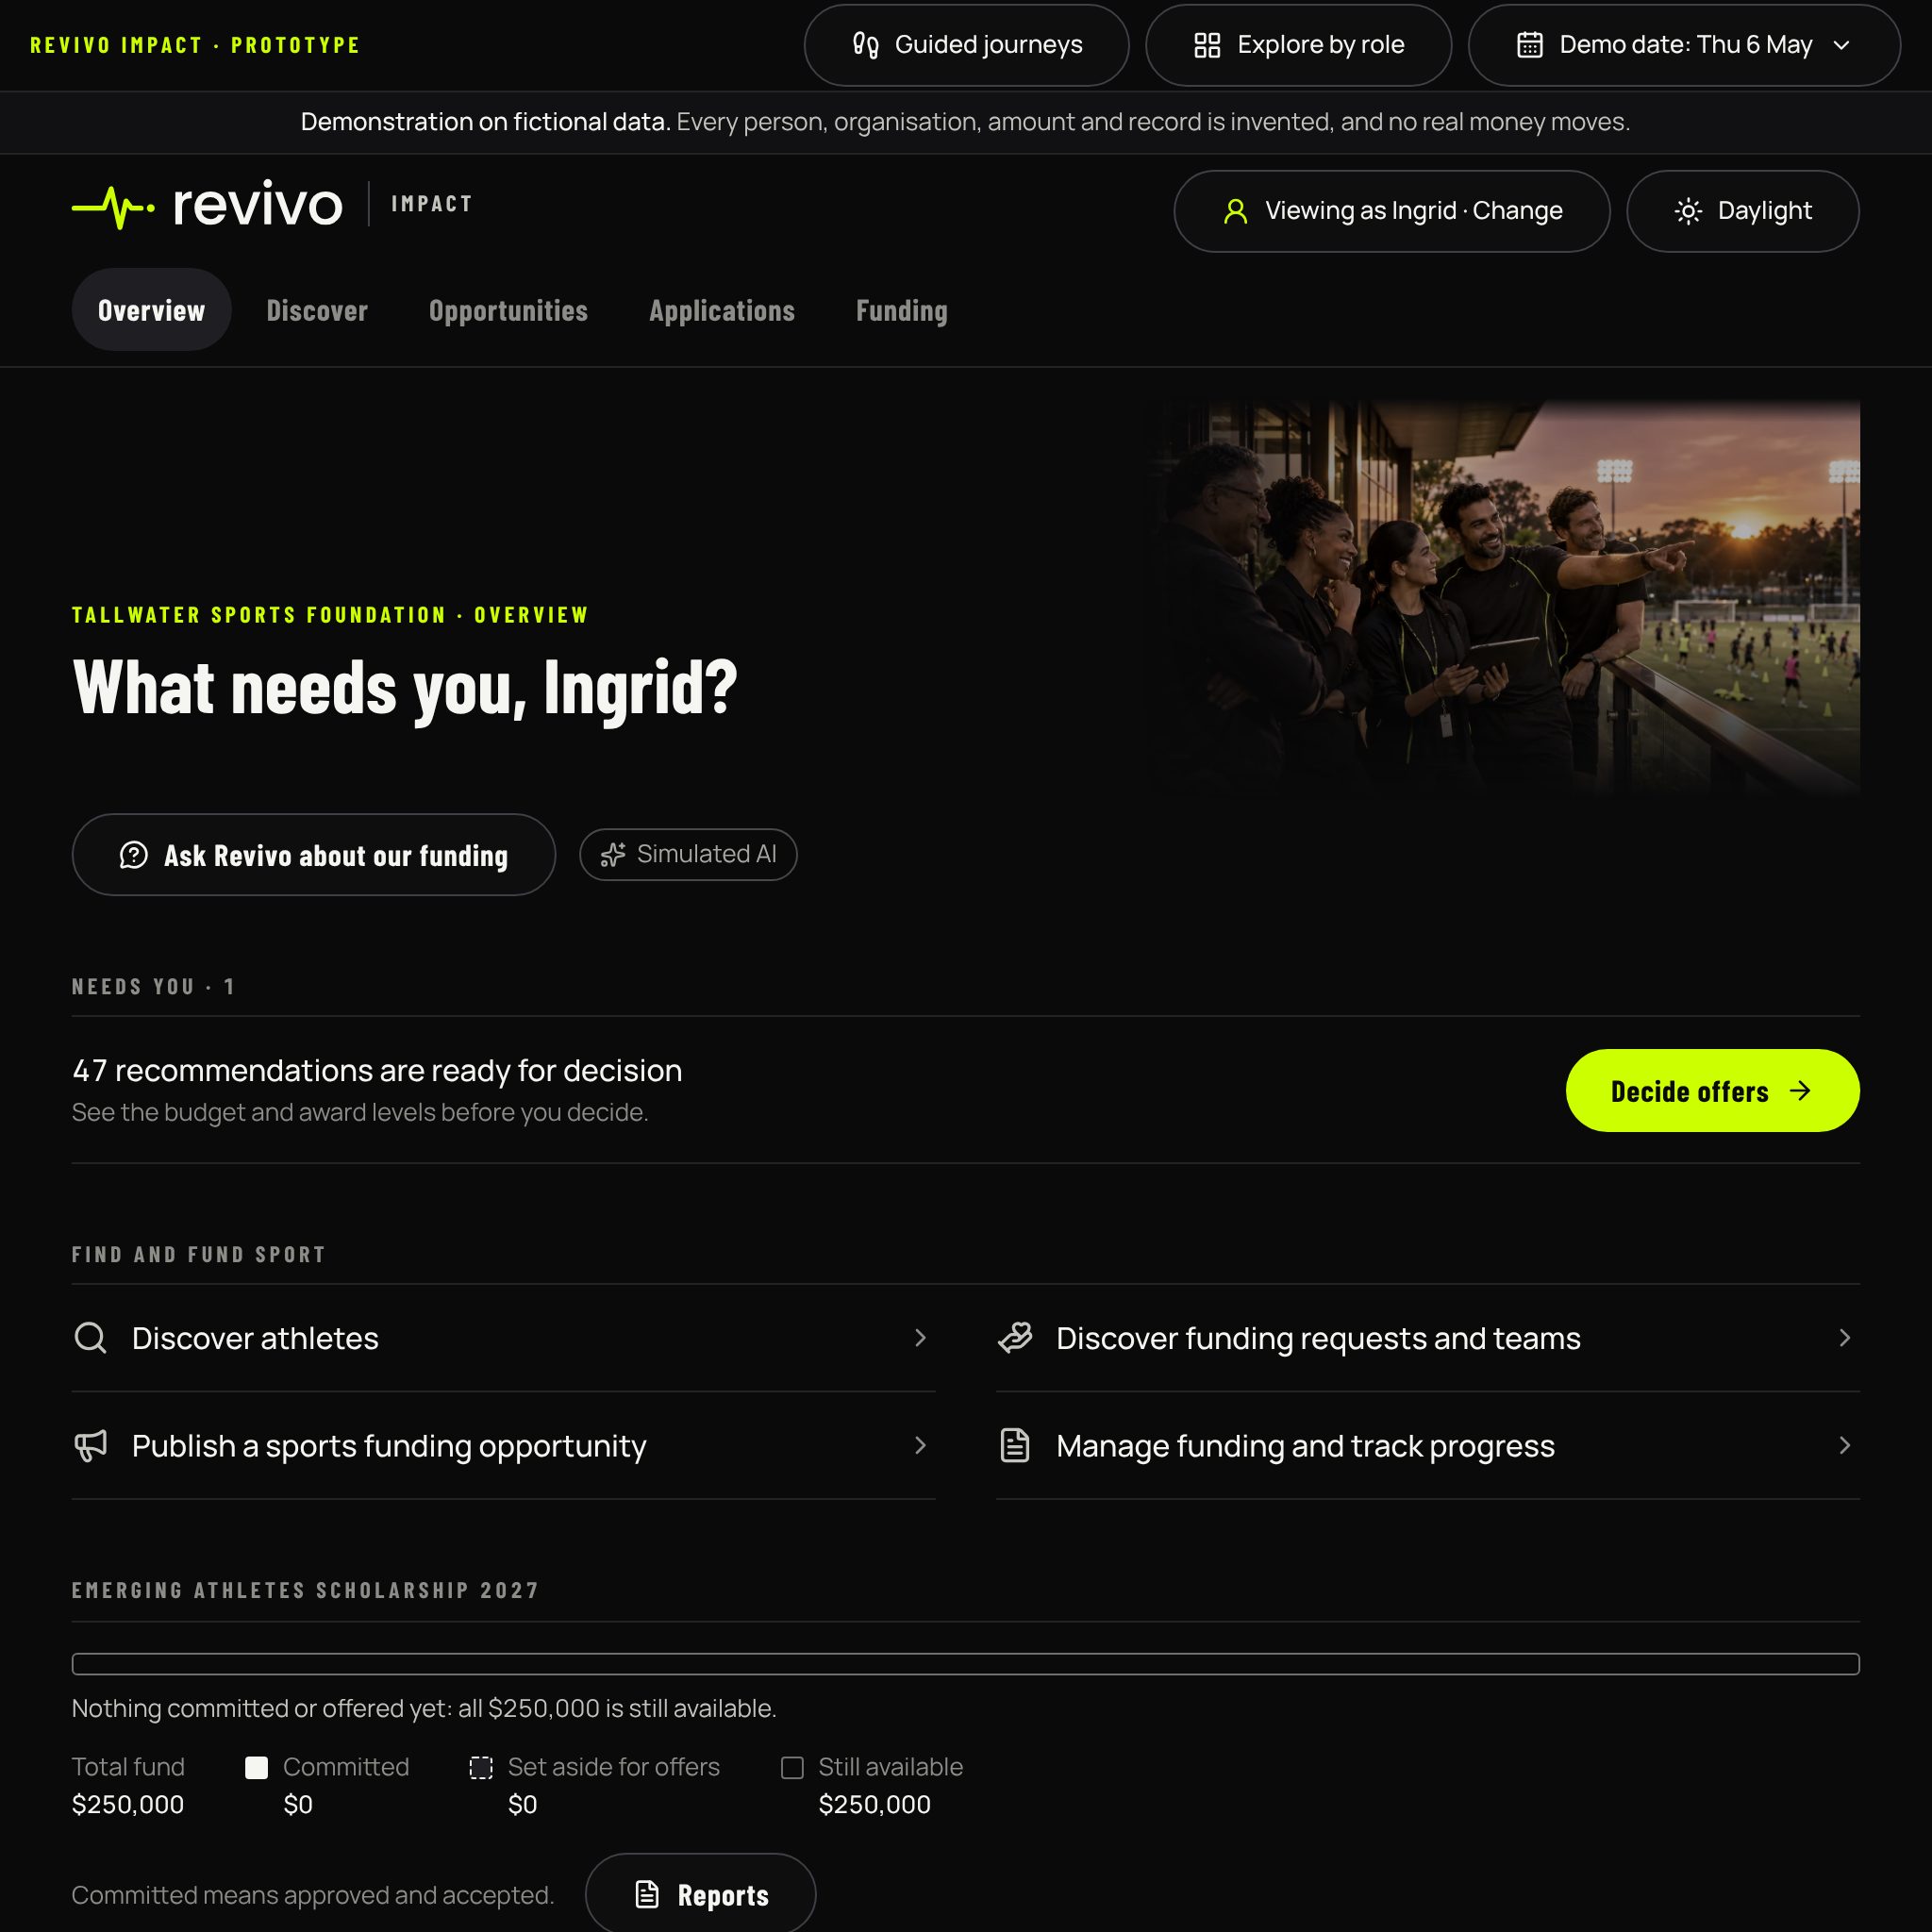 REVIVO IMPACT · PROTOTYPE
Guided journeys
Explore by role
Demo date: Thu 6 May
Demonstration on fictional data. Every person, organisation, amount and record is invented, and no real money moves.
revivo
IMPACT
Viewing as Ingrid · Change
Daylight
Overview
Discover
Opportunities
Applications
Funding
TALLWATER SPORTS FOUNDATION · OVERVIEW
What needs you, Ingrid?
Ask Revivo about our funding
Simulated AI
NEEDS YOU · 1
47 recommendations are ready for decision
See the budget and award levels before you decide.
Decide offers
FIND AND FUND SPORT
Discover athletes
Discover funding requests and teams
Publish a sports funding opportunity
Manage funding and track progress
EMERGING ATHLETES SCHOLARSHIP 2027
Nothing committed or offered yet: all $250,000 is still available.
Total fund
$250,000
Committed
$0
Set aside for offers
$0
Still available
$250,000
Committed means approved and accepted.
Reports